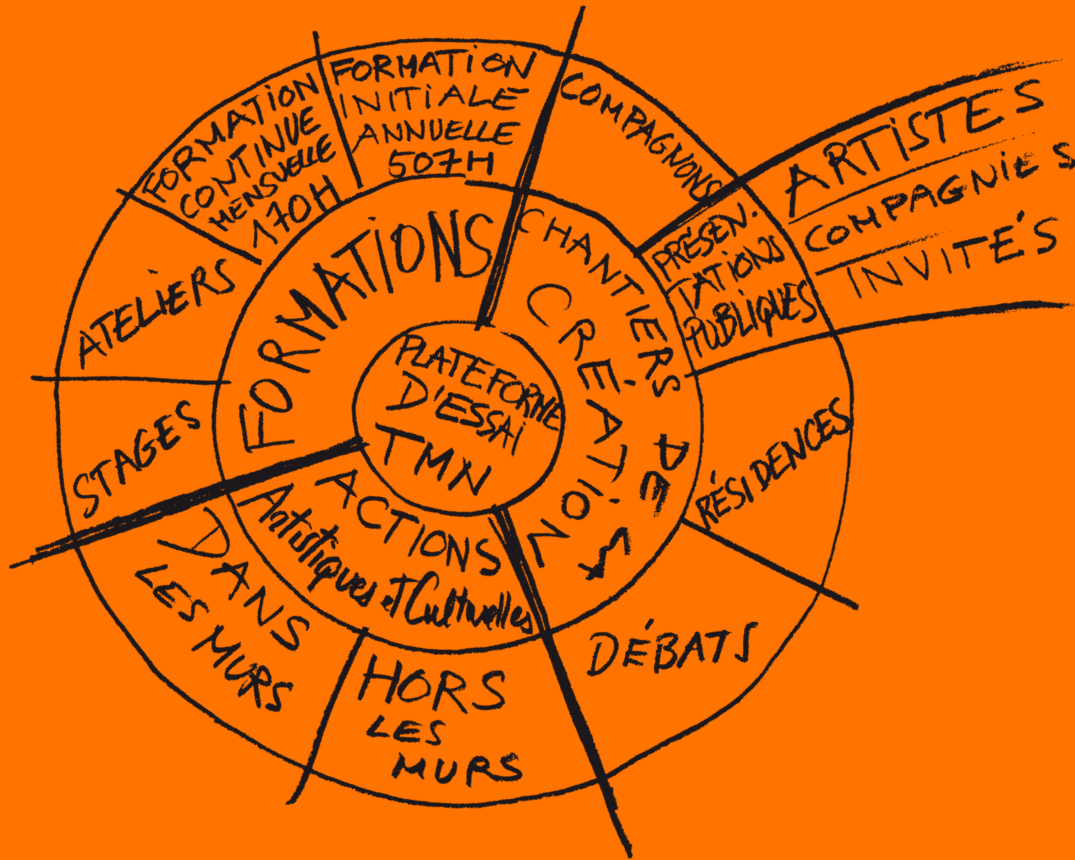 PLATEFORME
D'ESSAI
TMN
FORMATIONS
FORMATION
INITIALE
ANNUELLE
507H
FORMATION
CONTINUE
MENSUELLE
170H
ATELIERS
STAGES
CHANTIERS DE
CRÉATION
COMPAGNONS
PRÉSEN-
TATIONS
PUBLIQUES
ARTISTES
COMPAGNIES
INVITÉS
RÉSIDENCES
DÉBATS
ACTIONS
Artistiques et Culturelles
HORS
LES
MURS
DANS
LES MURS